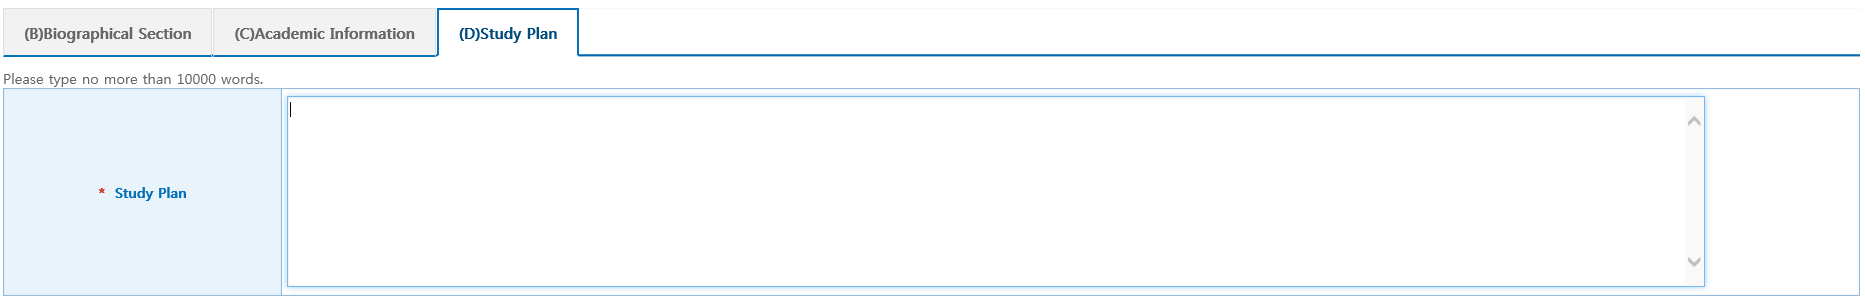 (B)Biographical Section (C)Academic Information (D)Study Plan
Please type no more than 10000 words.
* Study Plan